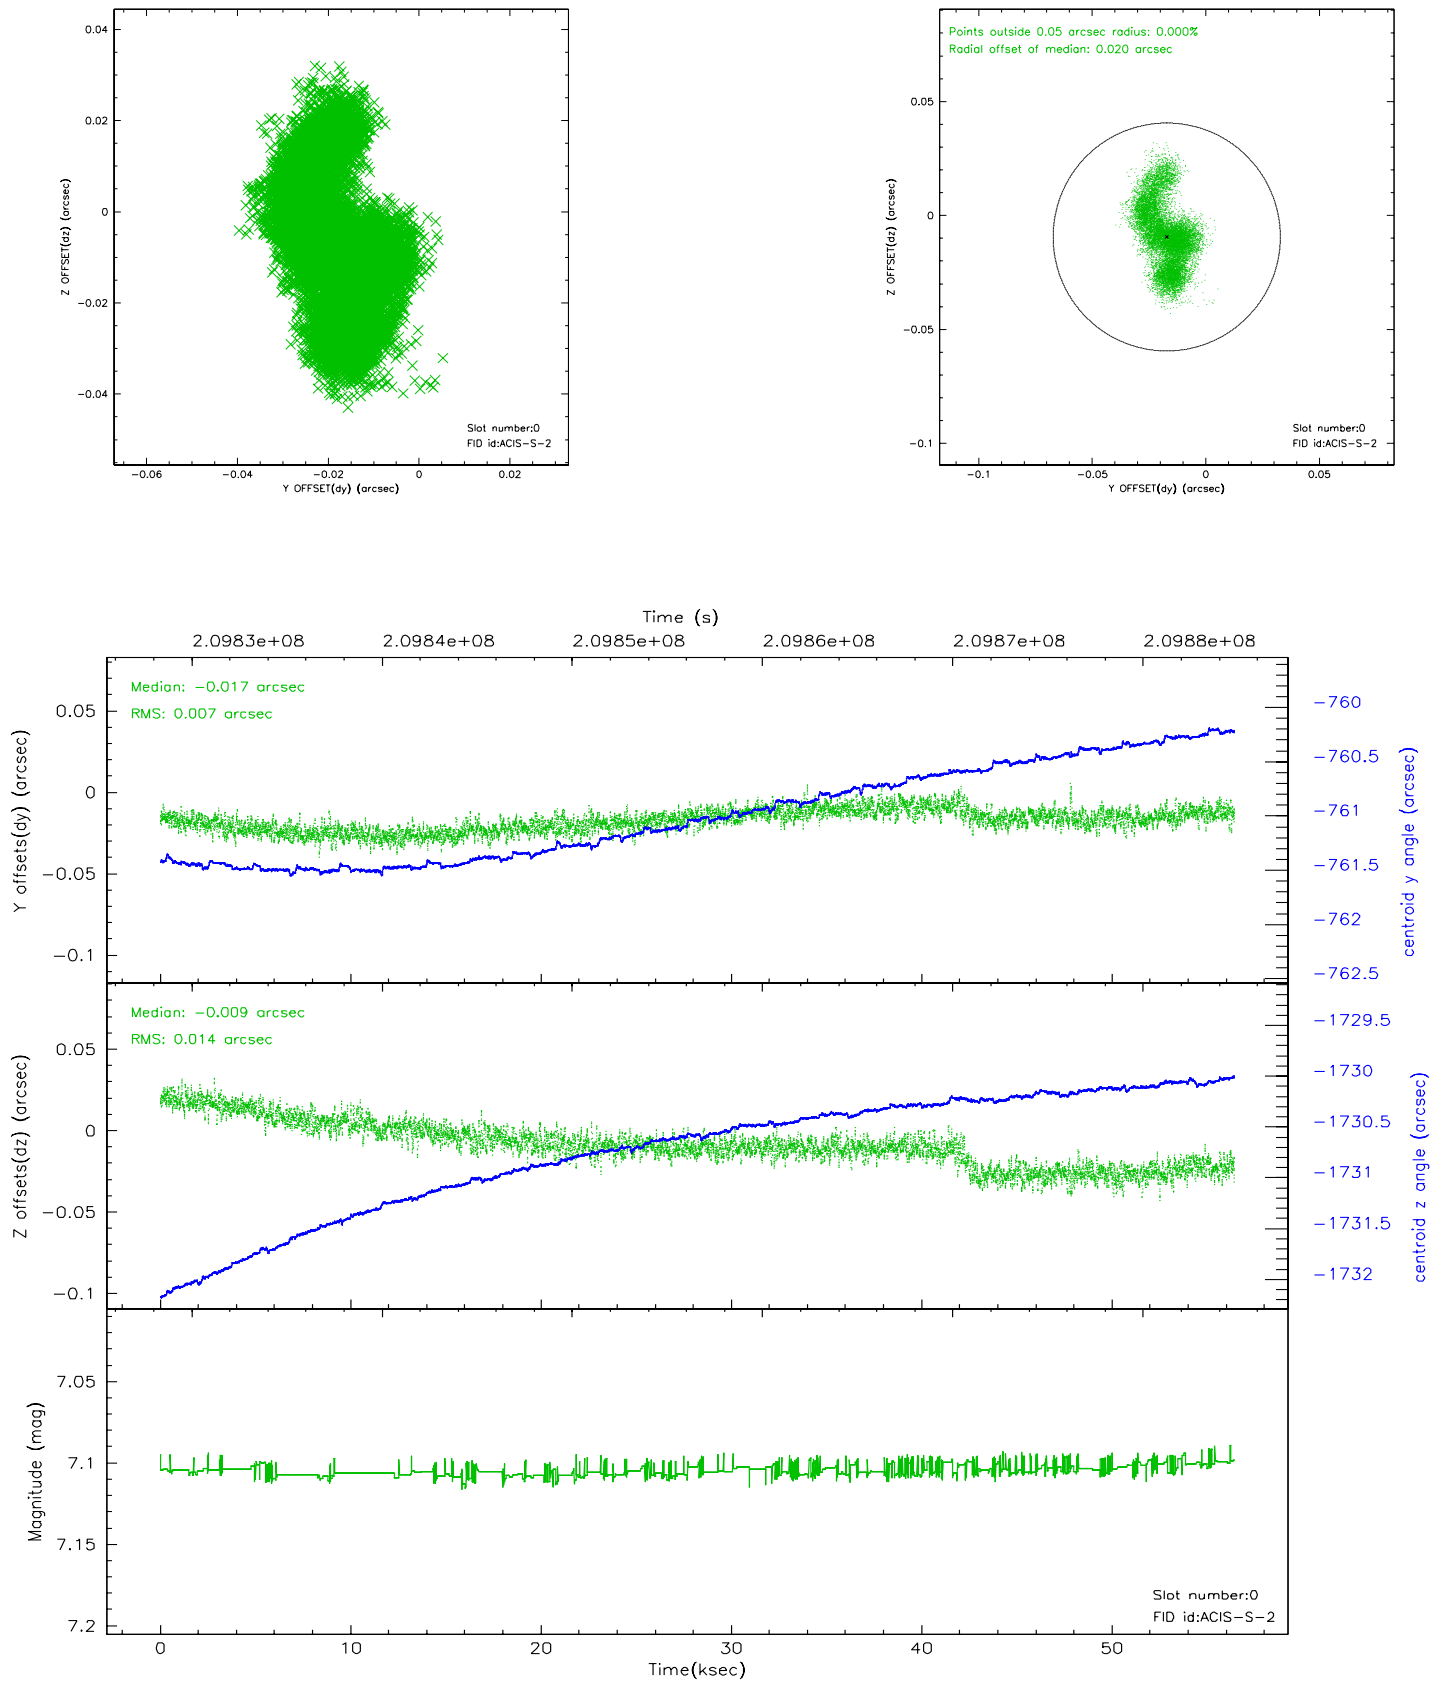 0.04
0.02
0
−0.02
−0.04
Z OFFSET(dz) (arcsec)
Slot number:0
FID id:ACIS−S−2
−0.06
−0.04
−0.02
0
0.02
Y OFFSET(dy) (arcsec)
Points outside 0.05 arcsec radius: 0.000%
Radial offset of median: 0.020 arcsec
0.05
0
−0.05
−0.1
Z OFFSET(dz) (arcsec)
Slot number:0
FID id:ACIS−S−2
−0.1
−0.05
0
0.05
Y OFFSET(dy) (arcsec)
Time (s)
2.0983e+08
2.0984e+08
2.0985e+08
2.0986e+08
2.0987e+08
2.0988e+08
Median: −0.017 arcsec
RMS: 0.007 arcsec
0.05
0
−0.05
−0.1
Y offsets(dy) (arcsec)
−760
−760.5
−761
−761.5
−762
−762.5
centroid y angle (arcsec)
Median: −0.009 arcsec
RMS: 0.014 arcsec
0.05
0
−0.05
−0.1
Z offsets(dz) (arcsec)
−1729.5
−1730
−1730.5
−1731
−1731.5
−1732
centroid z angle (arcsec)
7.05
7.1
7.15
7.2
Magnitude (mag)
Slot number:0
FID id:ACIS−S−2
0
10
20
30
40
50
Time(ksec)